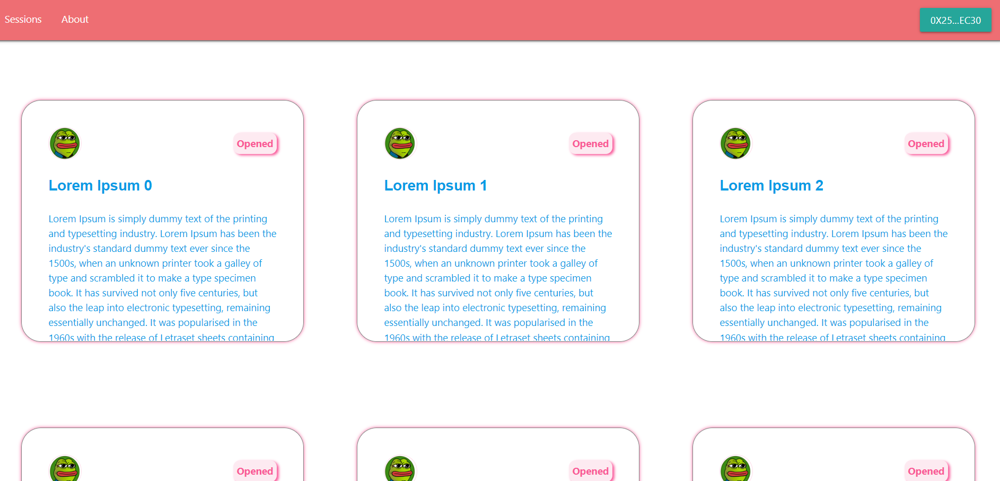 Sessions About 0X25...EC30
Opened
Lorem Ipsum 0
Lorem Ipsum is simply dummy text of the printing
and typesetting industry. Lorem Ipsum has been the
industry's standard dummy text ever since the
1500s, when an unknown printer took a galley of
type and scrambled it to make a type specimen
book. It has survived not only five centuries, but
also the leap into electronic typesetting, remaining
essentially unchanged. It was popularised in the
1960s with the release of Letraset sheets containing
Opened
Lorem Ipsum 1
Lorem Ipsum is simply dummy text of the printing
and typesetting industry. Lorem Ipsum has been the
industry's standard dummy text ever since the
1500s, when an unknown printer took a galley of
type and scrambled it to make a type specimen
book. It has survived not only five centuries, but
also the leap into electronic typesetting, remaining
essentially unchanged. It was popularised in the
1960s with the release of Letraset sheets containing
Opened
Lorem Ipsum 2
Lorem Ipsum is simply dummy text of the printing
and typesetting industry. Lorem Ipsum has been the
industry's standard dummy text ever since the
1500s, when an unknown printer took a galley of
type and scrambled it to make a type specimen
book. It has survived not only five centuries, but
also the leap into electronic typesetting, remaining
essentially unchanged. It was popularised in the
1960s with the release of Letraset sheets containing
Opened
Opened
Opened